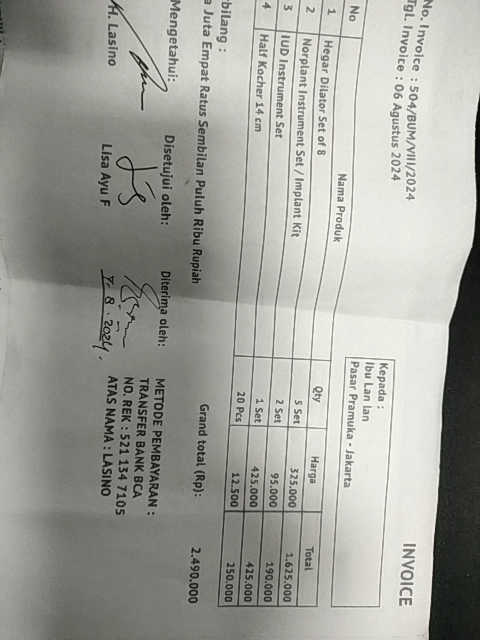 INVOICE
No. Invoice : 504/BUM/VIII/2024
Tgl. Invoice : 06 Agustus 2024
Kepada :
Ibu Lan lan
Pasar Pramuka - Jakarta
No Nama Produk Qty Harga Total
1 Hegar Dilator Set of 8 5 Set 325.000 1.625.000
2 Norplant Instrument Set / Implant Kit 2 Set 95.000 190.000
3 IUD Instrument Set 1 Set 425.000 425.000
4 Half Kocher 14 cm 20 Pcs 12.500 250.000
Grand total (Rp): 2.490.000
bilang :
a Juta Empat Ratus Sembilan Puluh Ribu Rupiah
Mengetahui: Disetujui oleh: Diterima oleh:
H. Lasino Lisa Ayu F 8.2024.
METODE PEMBAYARAN :
TRANSFER BANK BCA
NO. REK : 521 134 7105
ATAS NAMA : LASINO